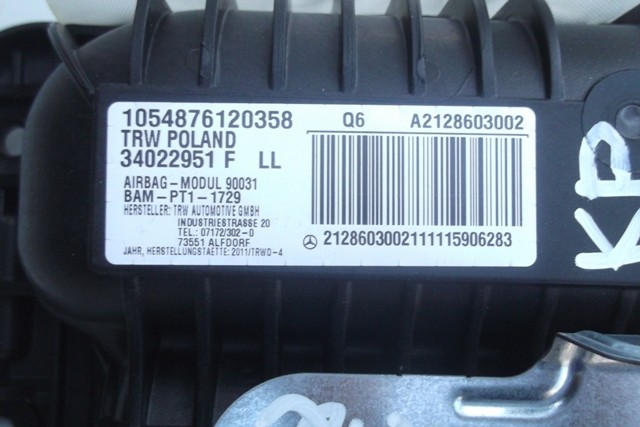 1054876120358
TRW POLAND
34022951 F LL
AIRBAG-MODUL 90031
BAM-PT1-1729
HERSTELLER: TRW AUTOMOTIVE GMBH
INDUSTRIESTRASSE 20
TEL.: 07172/302-0
73551 ALFDORF
JAHR, HERSTELLUNGSTAETTE: 2011/TRWD-4
Q6 A2128603002
2128603002111115906283
KP